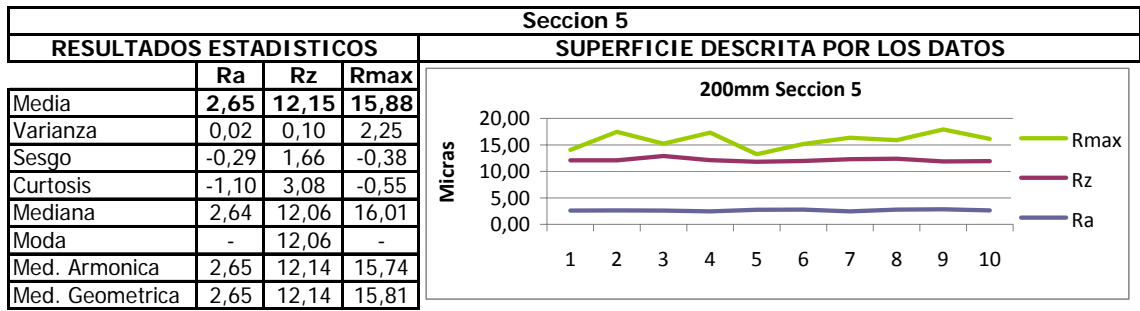 Seccion 5
RESULTADOS ESTADISTICOS
Ra Rz Rmax
Media 2,65 12,15 15,88
Varianza 0,02 0,10 2,25
Sesgo -0,29 1,66 -0,38
Curtosis -1,10 3,08 -0,55
Mediana 2,64 12,06 16,01
Moda - 12,06 -
Med. Armonica 2,65 12,14 15,74
Med. Geometrica 2,65 12,14 15,81
SUPERFICIE DESCRITA POR LOS DATOS
200mm Seccion 5
Micras
20,00
15,00
10,00
5,00
0,00
1 2 3 4 5 6 7 8 9 10
Rmax
Rz
Ra